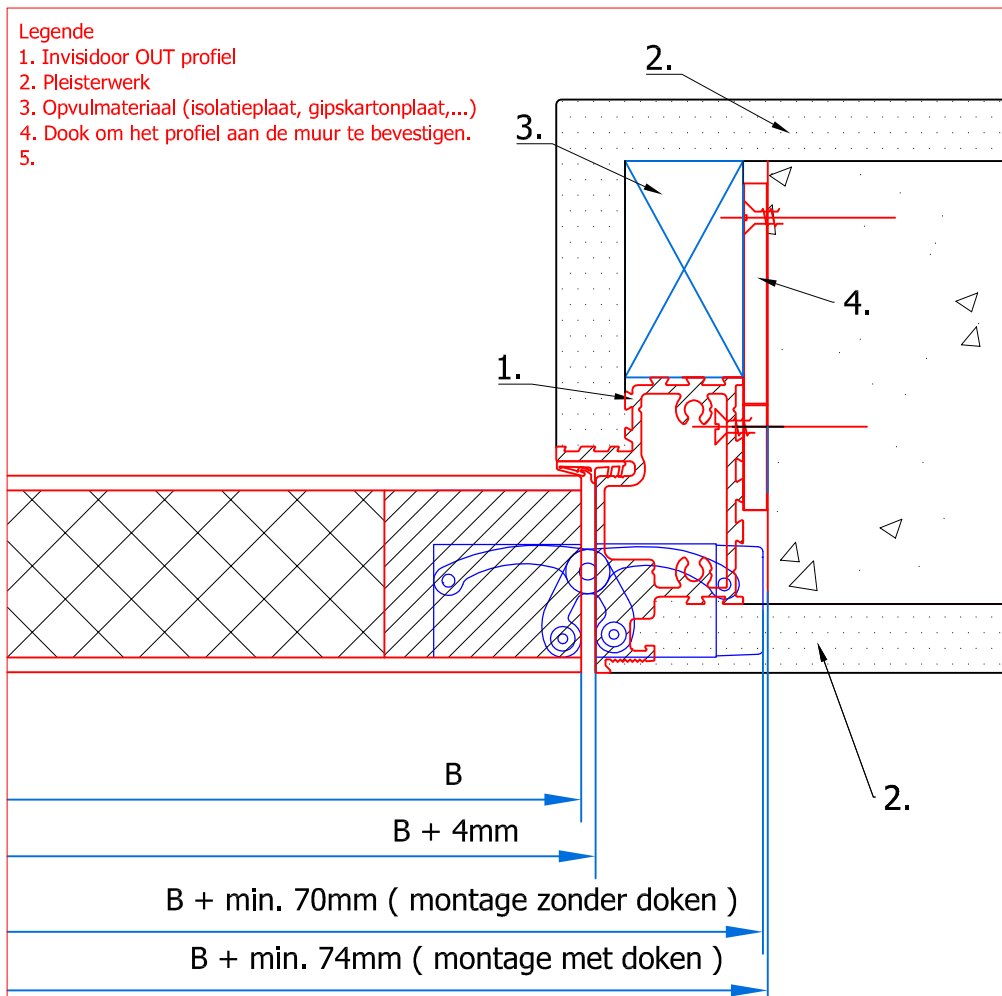 Legende
1. Invisidoor OUT profiel
2. Pleisterwerk
3. Opvulmateriaal (isolatieplaat, gipskartonplaat,...)
4. Dook om het profiel aan de muur te bevestigen.
5.
2.
3.
4.
1.
2.
B
B + 4mm
B + min. 70mm ( montage zonder doken )
B + min. 74mm ( montage met doken )